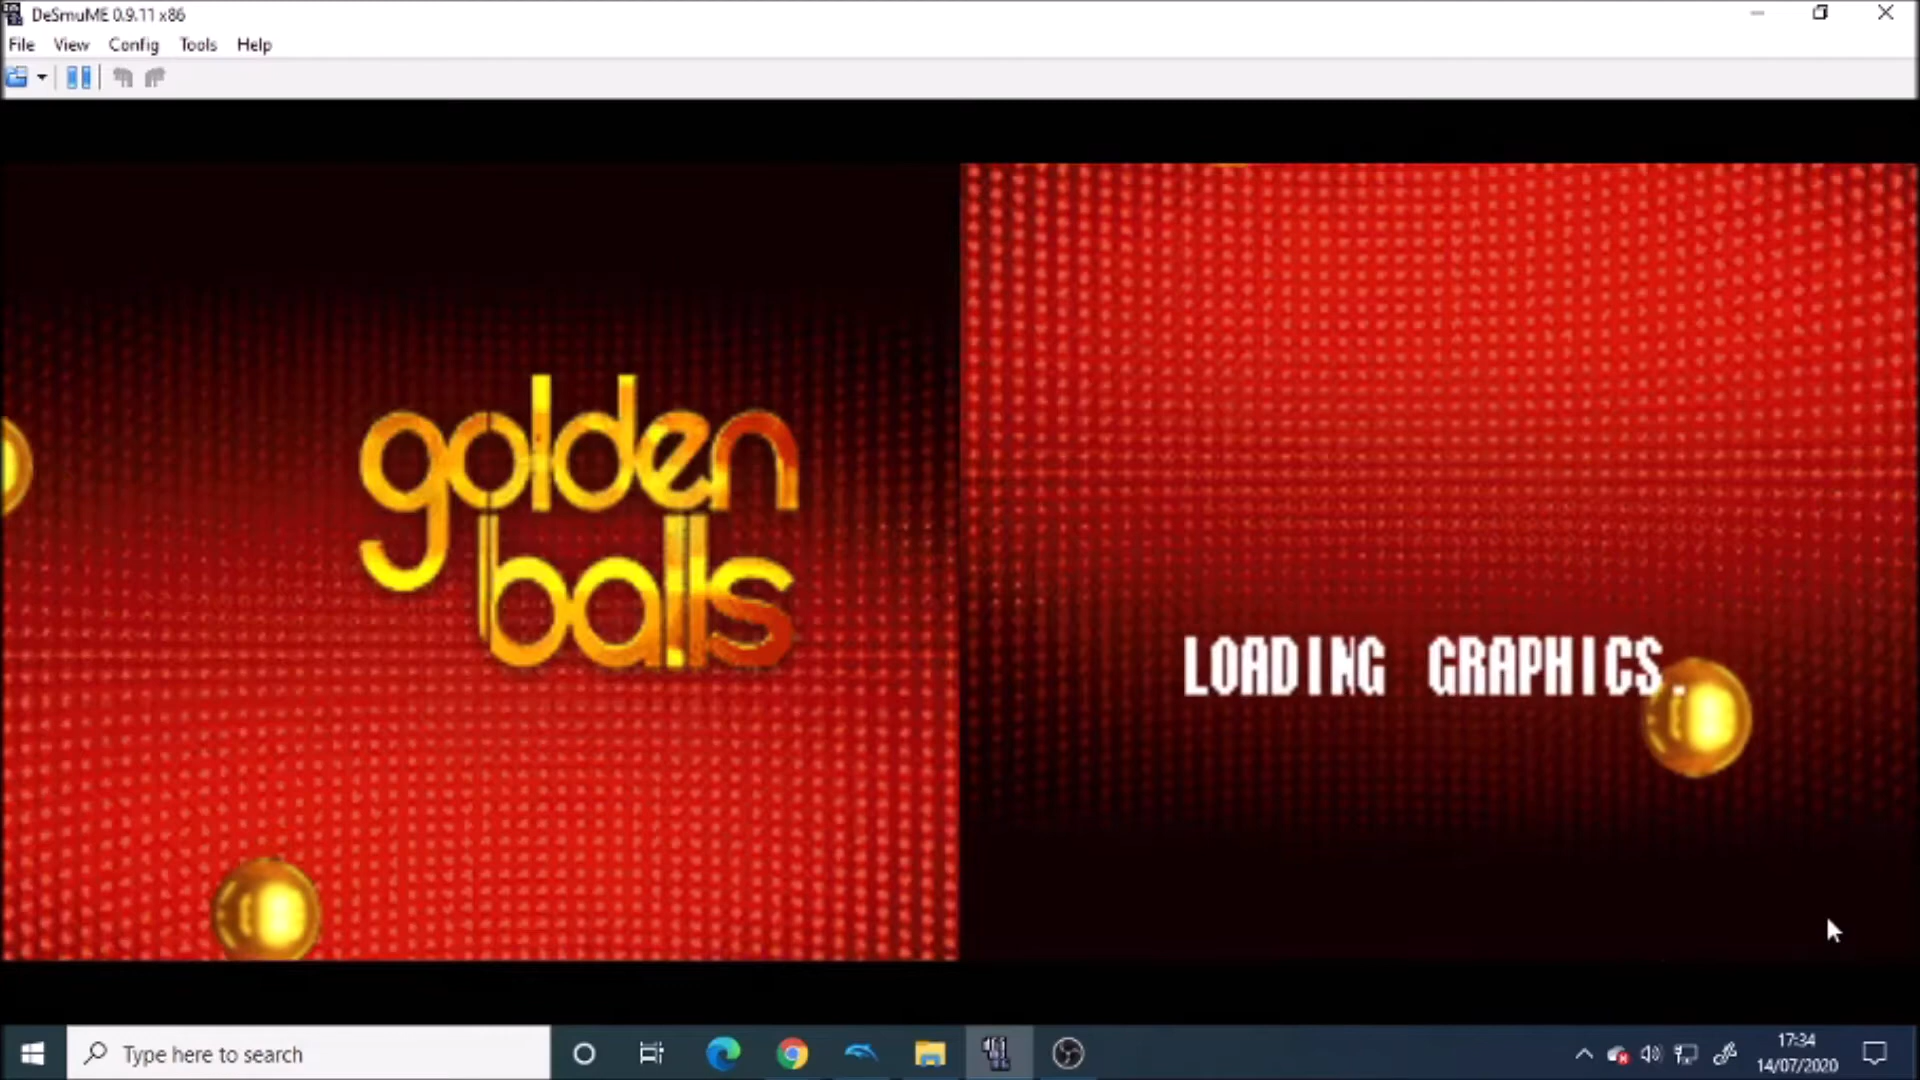 DeSmuME 0.9.11 x86
File View Config Tools Help
golden
balls
LOADING GRAPHICS.
Type here to search
17:34
14/07/2020